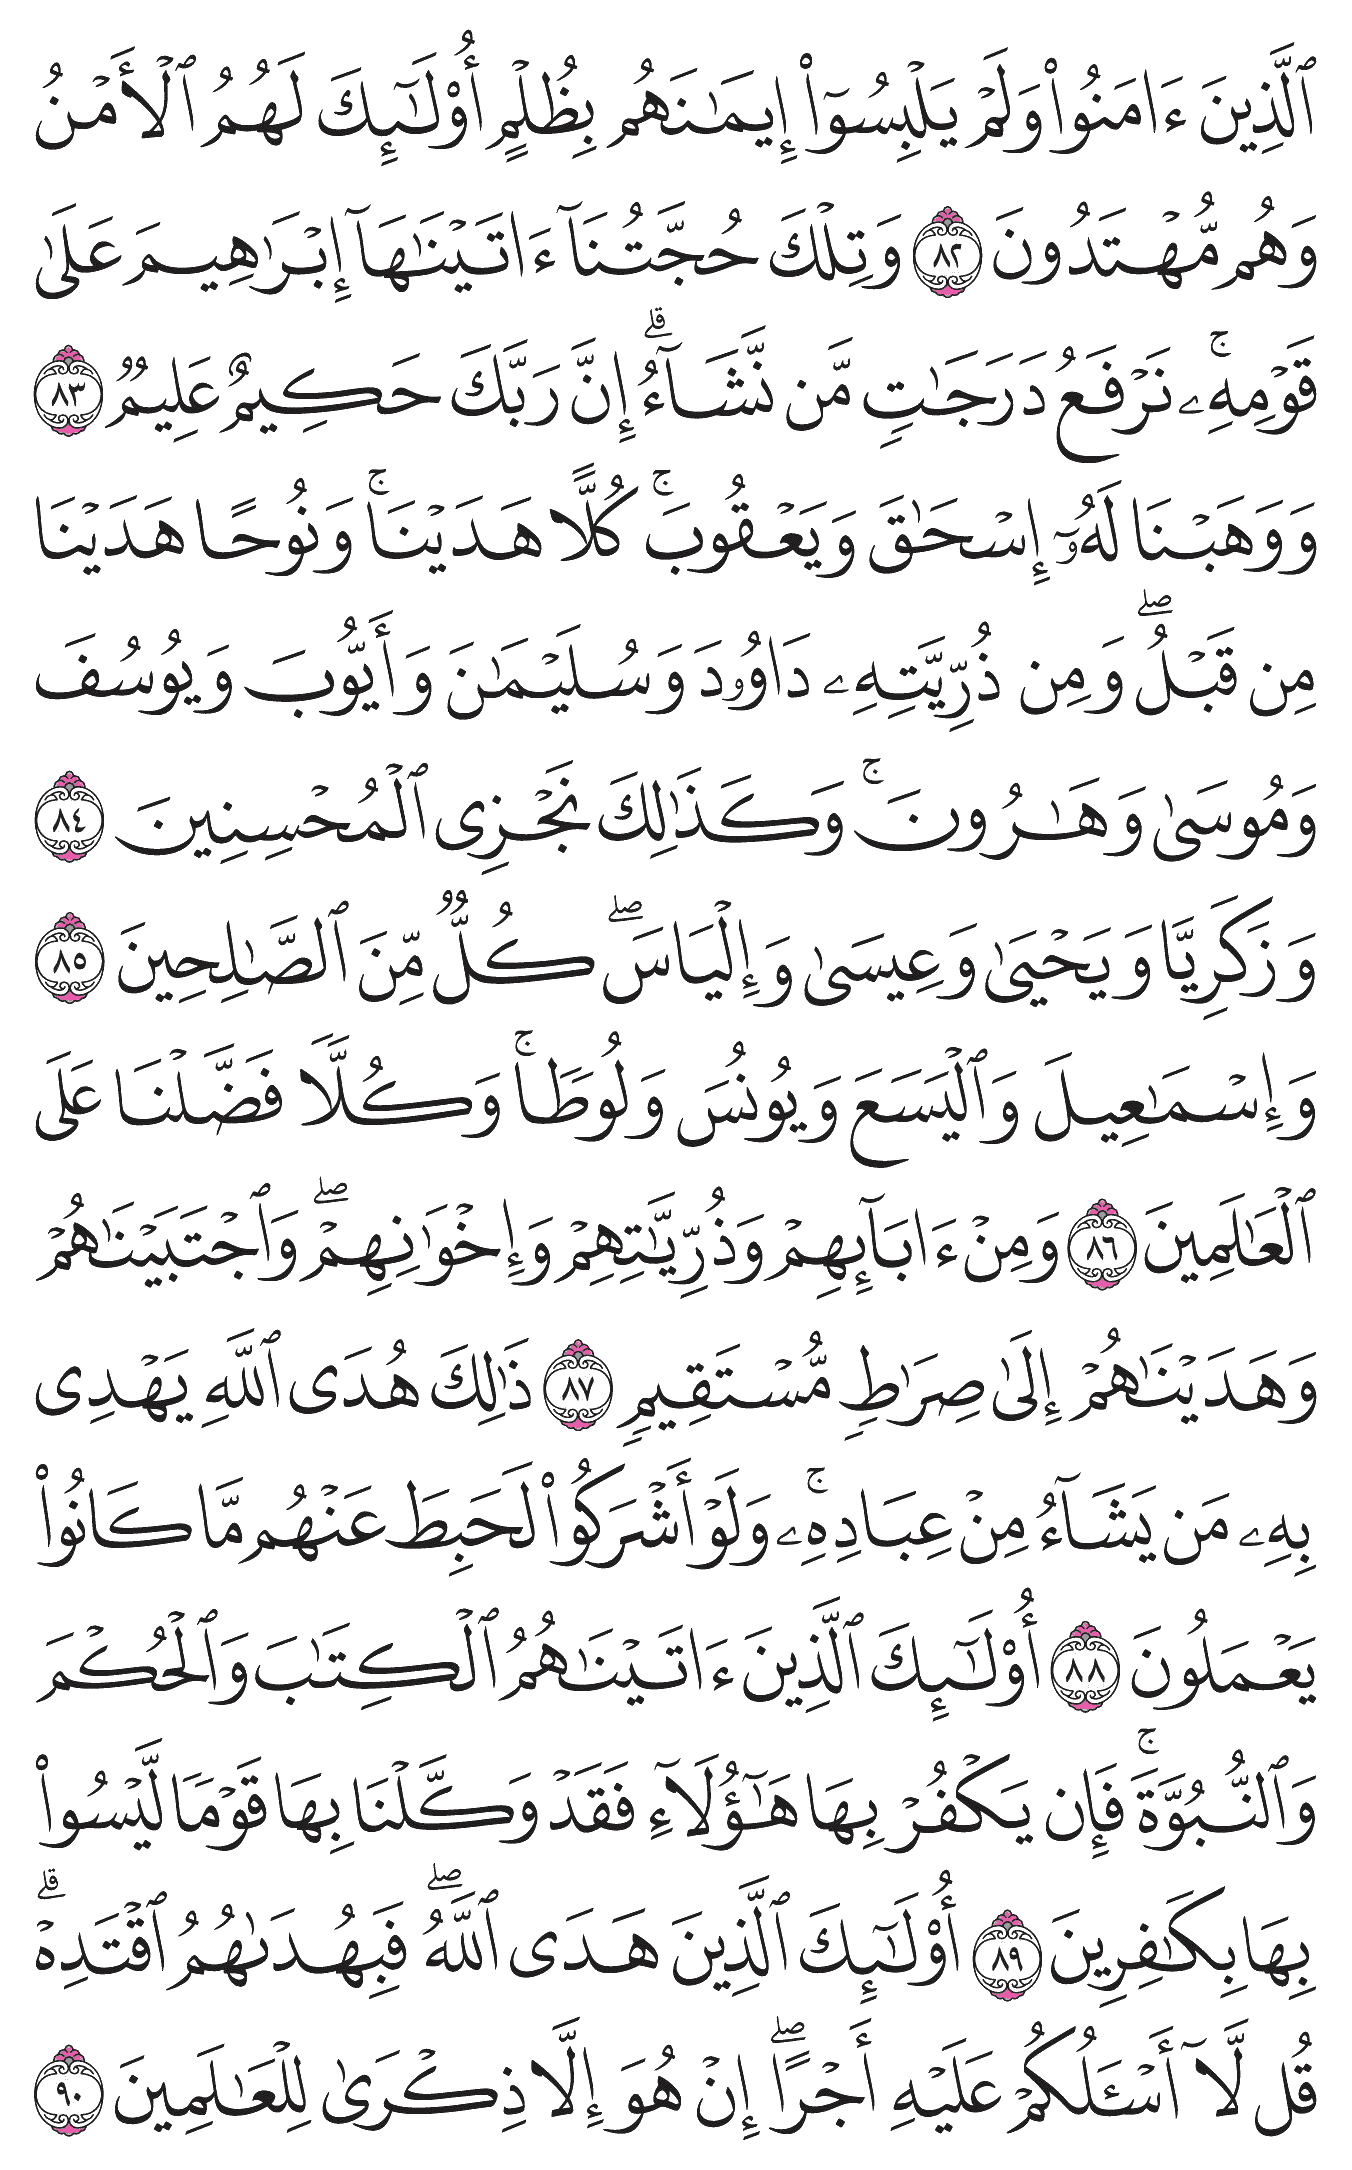 ٱلَّذِينَ ءَامَنُوا۟ وَلَمْ يَلْبِسُوٓا۟ إِيمَـٰنَهُم بِظُلْمٍ أُو۟لَـٰٓئِكَ لَهُمُ ٱلْأَمْنُ
وَهُم مُّهْتَدُونَ ٨٢ وَتِلْكَ حُجَّتُنَآ ءَاتَيْنَـٰهَآ إِبْرَٰهِيمَ عَلَىٰ
قَوْمِهِۦۚ نَرْفَعُ دَرَجَـٰتٍ مَّن نَّشَآءُۗ إِنَّ رَبَّكَ حَكِيمٌ عَلِيمٌ ٨٣
وَوَهَبْنَا لَهُۥٓ إِسْحَـٰقَ وَيَعْقُوبَۚ كُلًّا هَدَيْنَاۚ وَنُوحًا هَدَيْنَا
مِن قَبْلُۖ وَمِن ذُرِّيَّتِهِۦ دَاوُۥدَ وَسُلَيْمَـٰنَ وَأَيُّوبَ وَيُوسُفَ
وَمُوسَىٰ وَهَـٰرُونَۚ وَكَذَٰلِكَ نَجْزِى ٱلْمُحْسِنِينَ ٨٤
وَزَكَرِيَّا وَيَحْيَىٰ وَعِيسَىٰ وَإِلْيَاسَۖ كُلٌّ مِّنَ ٱلصَّـٰلِحِينَ ٨٥
وَإِسْمَـٰعِيلَ وَٱلْيَسَعَ وَيُونُسَ وَلُوطًاۚ وَكُلًّا فَضَّلْنَا عَلَى
ٱلْعَـٰلَمِينَ ٨٦ وَمِنْ ءَابَآئِهِمْ وَذُرِّيَّـٰتِهِمْ وَإِخْوَٰنِهِمْۖ وَٱجْتَبَيْنَـٰهُمْ
وَهَدَيْنَـٰهُمْ إِلَىٰ صِرَٰطٍ مُّسْتَقِيمٍ ٨٧ ذَٰلِكَ هُدَى ٱللَّهِ يَهْدِى
بِهِۦ مَن يَشَآءُ مِنْ عِبَادِهِۦۚ وَلَوْ أَشْرَكُوا۟ لَحَبِطَ عَنْهُم مَّا كَانُوا۟
يَعْمَلُونَ ٨٨ أُو۟لَـٰٓئِكَ ٱلَّذِينَ ءَاتَيْنَـٰهُمُ ٱلْكِتَـٰبَ وَٱلْحُكْمَ
وَٱلنُّبُوَّةَۚ فَإِن يَكْفُرْ بِهَا هَـٰٓؤُلَآءِ فَقَدْ وَكَّلْنَا بِهَا قَوْمًا لَّيْسُوا۟
بِهَا بِكَـٰفِرِينَ ٨٩ أُو۟لَـٰٓئِكَ ٱلَّذِينَ هَدَى ٱللَّهُۖ فَبِهُدَىٰهُمُ ٱقْتَدِهْۗ
قُل لَّآ أَسْـَٔلُكُمْ عَلَيْهِ أَجْرًاۖ إِنْ هُوَ إِلَّا ذِكْرَىٰ لِلْعَـٰلَمِينَ ٩٠